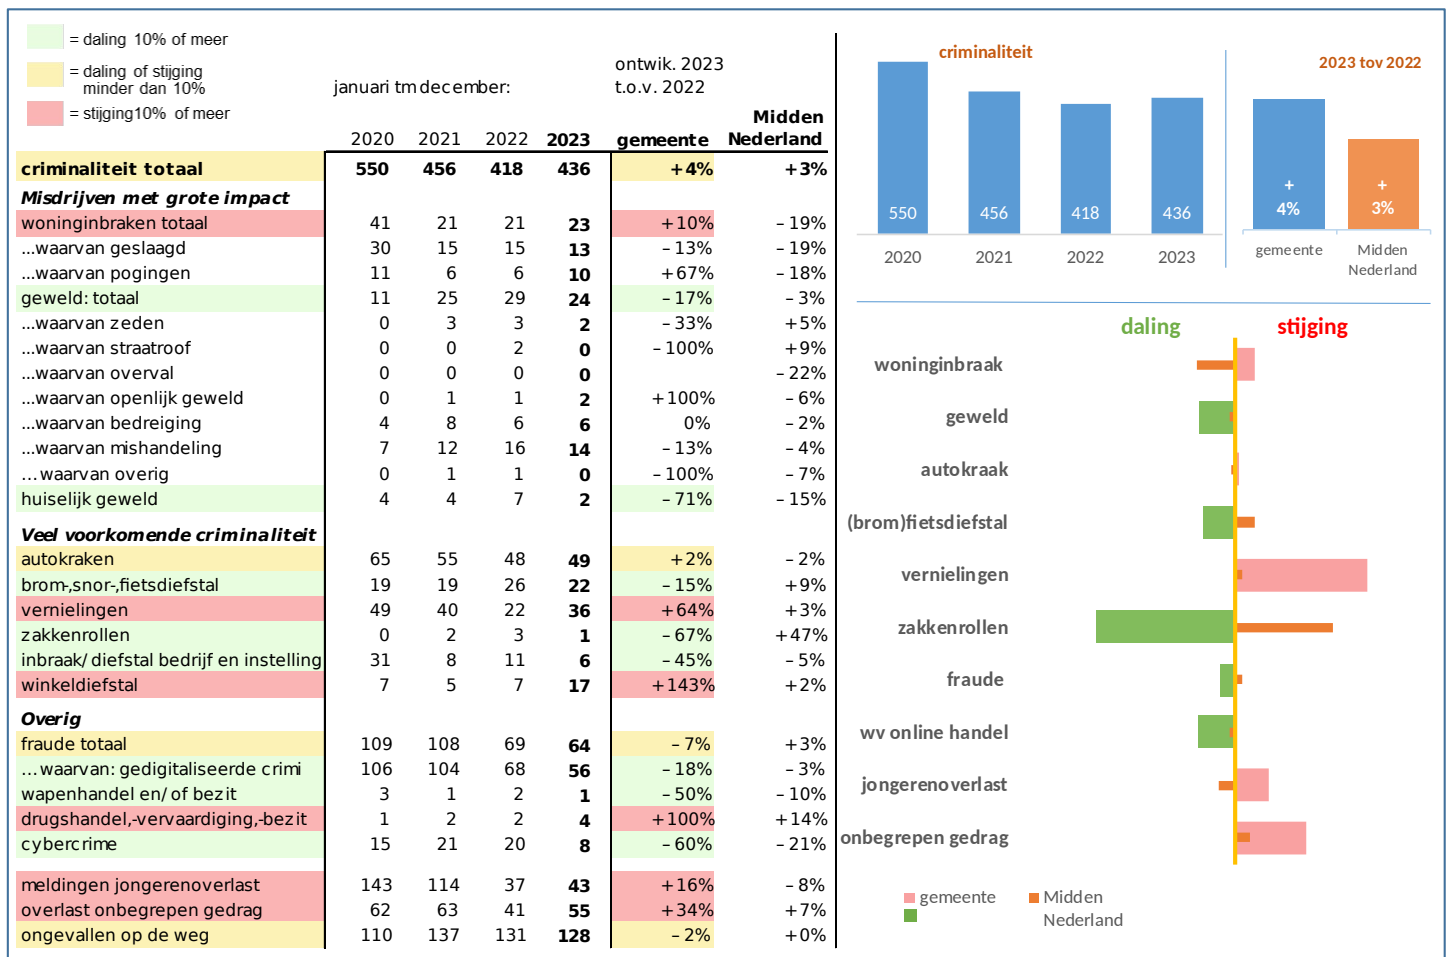 = daling 10% of meer
= daling of stijging
minder dan 10%
= stijging10% of meer
januari tm december:
ontwik. 2023
t.o.v. 2022
2020 2021 2022 2023 gemeente Midden Nederland
criminaliteit totaal 550 456 418 436 +4% +3%
Misdrijven met grote impact
woninginbraken totaal 41 21 21 23 +10% –19%
...waarvan geslaagd 30 15 15 13 –13% –19%
...waarvan pogingen 11 6 6 10 +67% –18%
geweld: totaal 11 25 29 24 –17% –3%
...waarvan zeden 0 3 3 2 –33% +5%
...waarvan straatroof 0 0 2 0 –100% +9%
...waarvan overval 0 0 0 0 –22%
...waarvan openlijk geweld 0 1 1 2 +100% –6%
...waarvan bedreiging 4 8 6 6 0% –2%
...waarvan mishandeling 7 12 16 14 –13% –4%
...waarvan overig 0 1 1 0 –100% –7%
huiselijk geweld 4 4 7 2 –71% –15%
Veel voorkomende criminaliteit
autokraken 65 55 48 49 +2% –2%
brom-,snor-,fietsdiefstal 19 19 26 22 –15% +9%
vernielingen 49 40 22 36 +64% +3%
zakkenrollen 0 2 3 1 –67% +47%
inbraak/ diefstal bedrijf en instelling 31 8 11 6 –45% –5%
winkeldiefstal 7 5 7 17 +143% +2%
Overig
fraude totaal 109 108 69 64 –7% +3%
...waarvan: gedigitaliseerde crimi 106 104 68 56 –18% –3%
wapenhandel en/ of bezit 3 1 2 1 –50% –10%
drugshandel,-vervaardiging,-bezit 1 2 2 4 +100% +14%
cybercrime 15 21 20 8 –60% –21%
meldingen jongerenoverlast 143 114 37 43 +16% –8%
overlast onbegrepen gedrag 62 63 41 55 +34% +7%
ongevallen op de weg 110 137 131 128 –2% +0%
criminaliteit
550 456 418 436
2020 2021 2022 2023
2023 tov 2022
+ +
4% 3%
gemeente Midden
Nederland
daling stijging
woninginbraak
geweld
autokraak
(brom)fietsdiefstal
vernielingen
zakkenrollen
fraude
wv online handel
jongerenoverlast
onbegrepen gedrag
gemeente Midden
Nederland